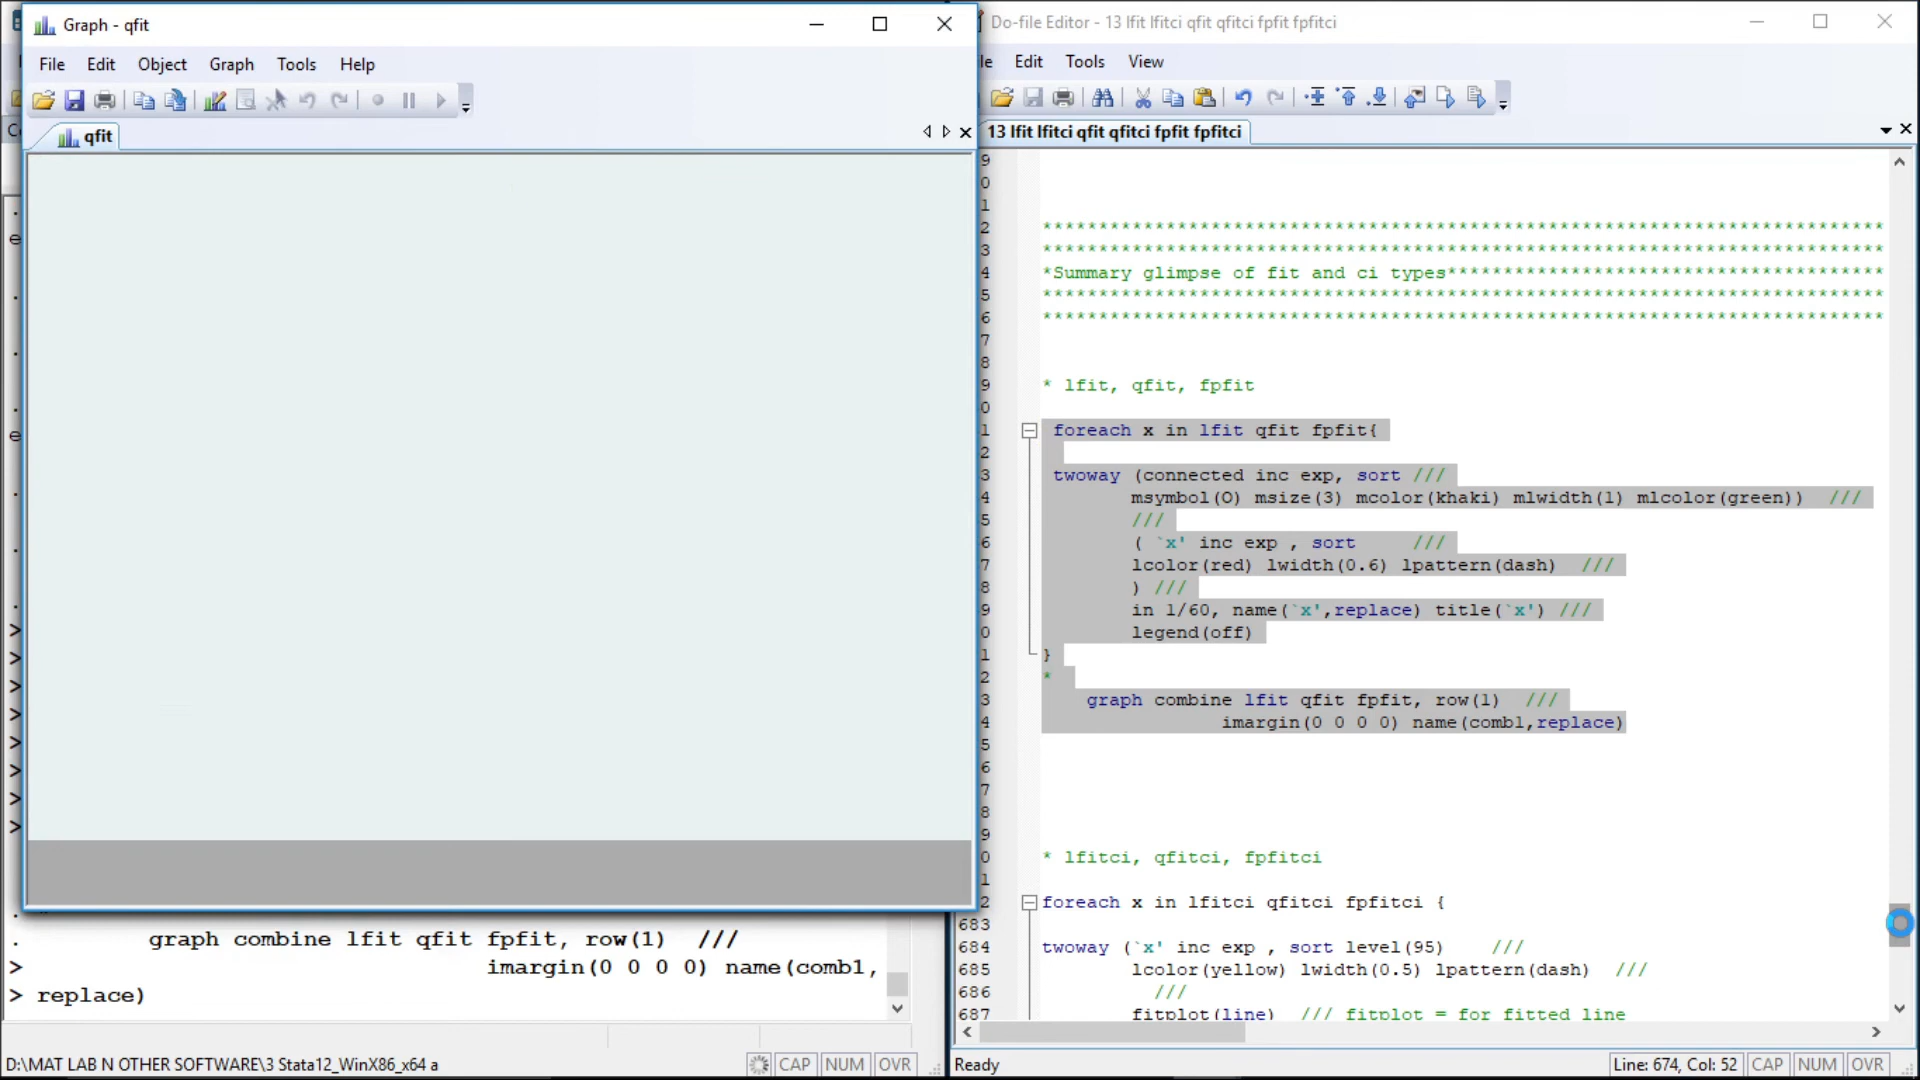 Graph - qfit
File Edit Object Graph Tools Help
qfit
graph combine lfit qfit fpfit, row(1) ///
> imargin(0 0 0 0) name(comb1,
> replace)
D:\MAT LAB N OTHER SOFTWARE\3 Stata12_WinX86_x64 a
CAP NUM OVR
Do-file Editor - 13 lfit lfitci qfit qfitci fpfit fpfitci
Edit Tools View
13 lfit lfitci qfit qfitci fpfit fpfitci
*Summary glimpse of fit and ci types***************************************
* lfit, qfit, fpfit
foreach x in lfit qfit fpfit{
twoway (connected inc exp, sort ///
msymbol(O) msize(3) mcolor(khaki) mlwidth(1) mlcolor(green)) ///
///
( `x' inc exp , sort ///
lcolor(red) lwidth(0.6) lpattern(dash) ///
) ///
in 1/60, name(`x',replace) title(`x') ///
legend(off)
}
*
graph combine lfit qfit fpfit, row(1) ///
imargin(0 0 0 0) name(comb1,replace)
* lfitci, qfitci, fpfitci
foreach x in lfitci qfitci fpfitci {
683
684 twoway (`x' inc exp , sort level(95) ///
685 lcolor(yellow) lwidth(0.5) lpattern(dash) ///
686 ///
687 fitplot(line) /// fitplot = for fitted line
Ready
Line: 674, Col: 52 CAP NUM OVR